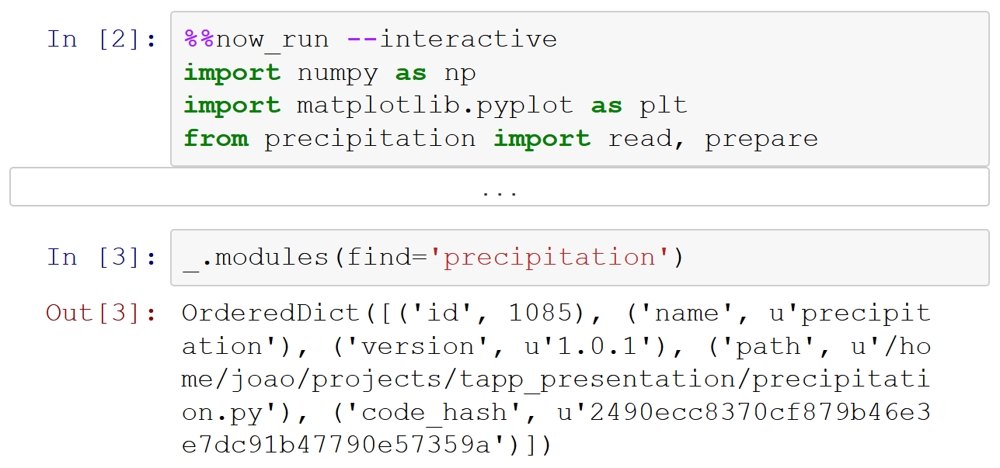 In [2]: %%now_run --interactive
import numpy as np
import matplotlib.pyplot as plt
from precipitation import read, prepare
...
In [3]: _.modules(find='precipitation')
Out[3]: OrderedDict([('id', 1085), ('name', u'precipit
ation'), ('version', u'1.0.1'), ('path', u'/ho
me/joao/projects/tapp_presentation/precipitati
on.py'), ('code_hash', u'2490ecc8370cf879b46e3
e7dc91b47790e57359a')])